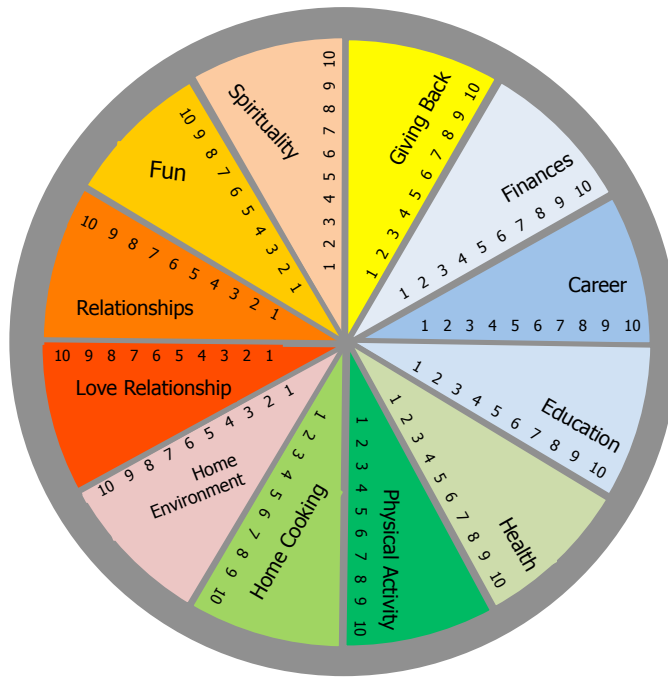 Giving Back
1 2 3 4 5 6 7 8 9 10
Finances
1 2 3 4 5 6 7 8 9 10
Career
1 2 3 4 5 6 7 8 9 10
Education
1 2 3 4 5 6 7 8 9 10
Health
1 2 3 4 5 6 7 8 9 10
Physical Activity
1 2 3 4 5 6 7 8 9 10
Home Cooking
1 2 3 4 5 6 7 8 9 10
Home
Environment
10 9 8 7 6 5 4 3 2 1
Love Relationship
10 9 8 7 6 5 4 3 2 1
Relationships
10 9 8 7 6 5 4 3 2 1
Fun
10 9 8 7 6 5 4 3 2 1
Spirituality
10 9 8 7 6 5 4 3 2 1